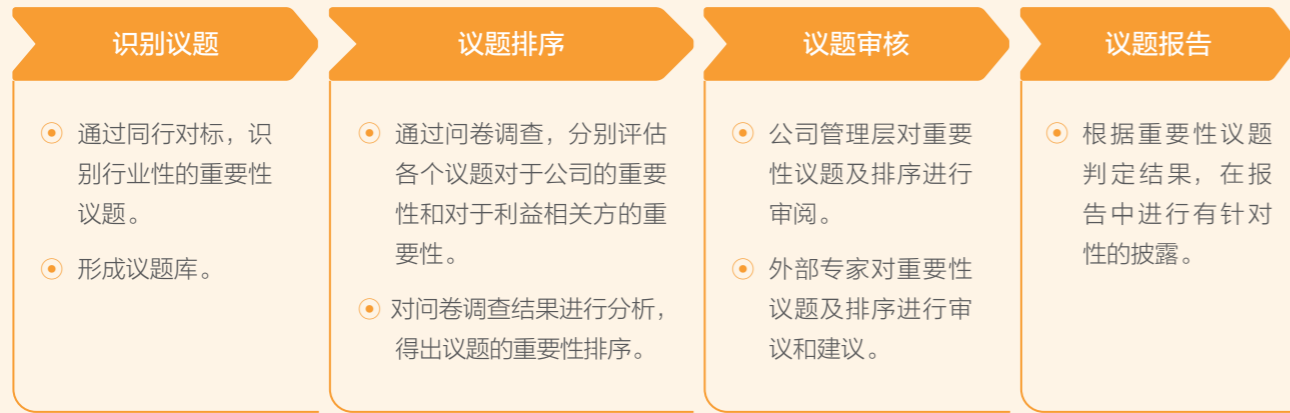 识别议题
通过同行对标，识
别行业性的重要性
议题。
形成议题库。
议题排序
通过问卷调查，分别评估
各个议题对于公司的重要
性和对于利益相关方的重
要性。
对问卷调查结果进行分析，
得出议题的重要性排序。
议题审核
公司管理层对重要
性议题及排序进行
审阅。
外部专家对重要性
议题及排序进行审
议和建议。
议题报告
根据重要性议题
判定结果，在报
告中进行有针对
性的披露。